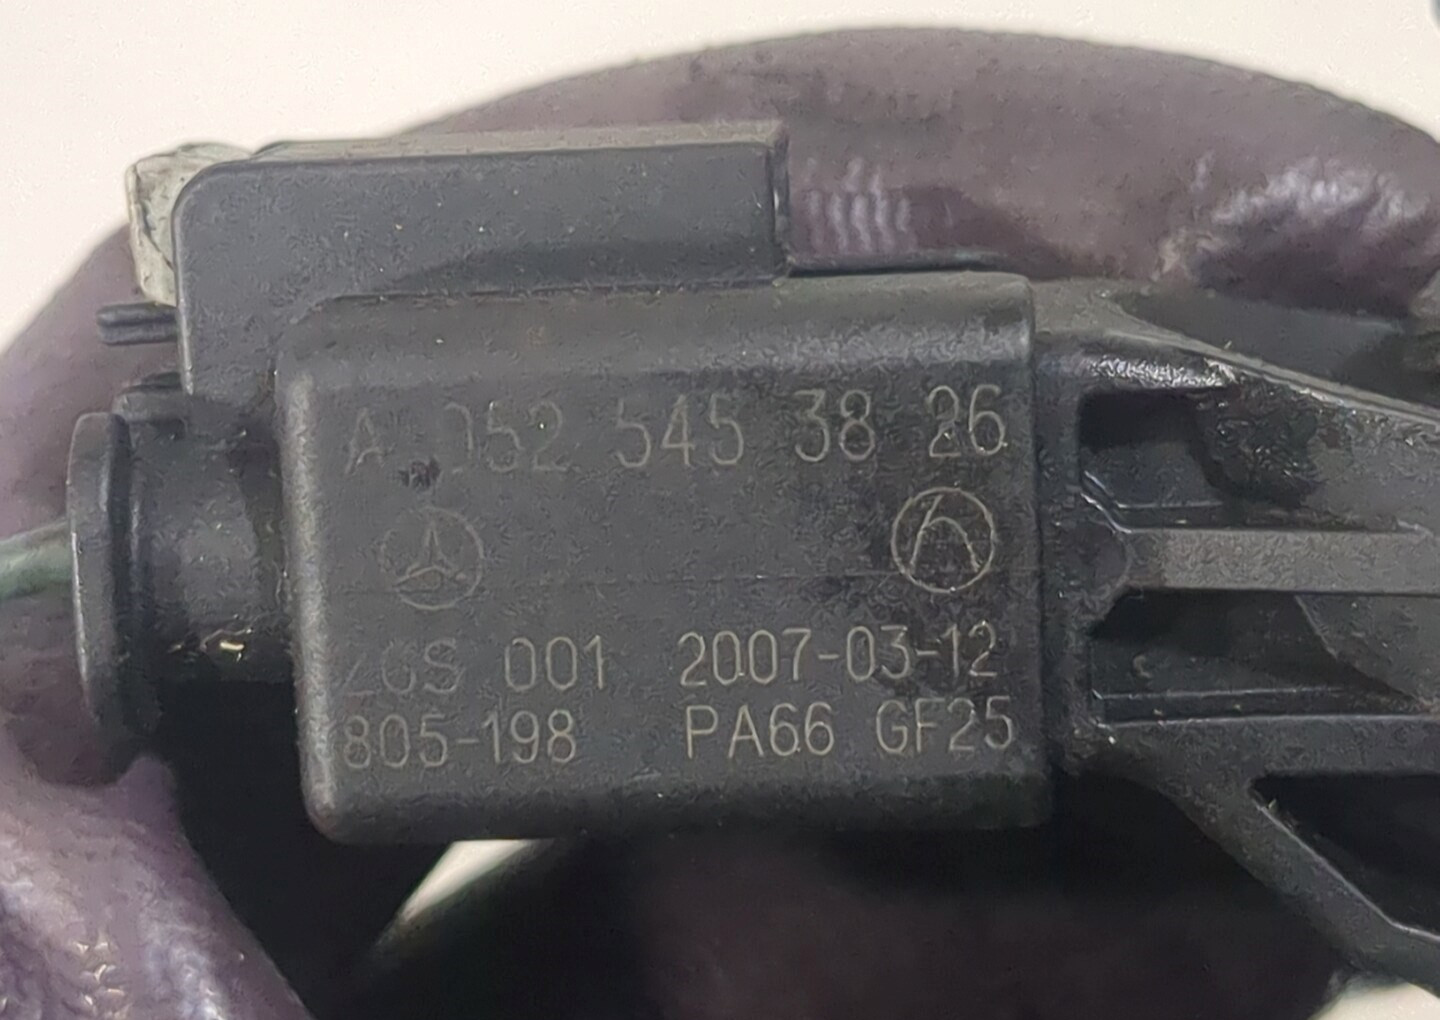 A 052 545 38 26
ZGS 001 2007-03-12
805-198 PA66 GF25